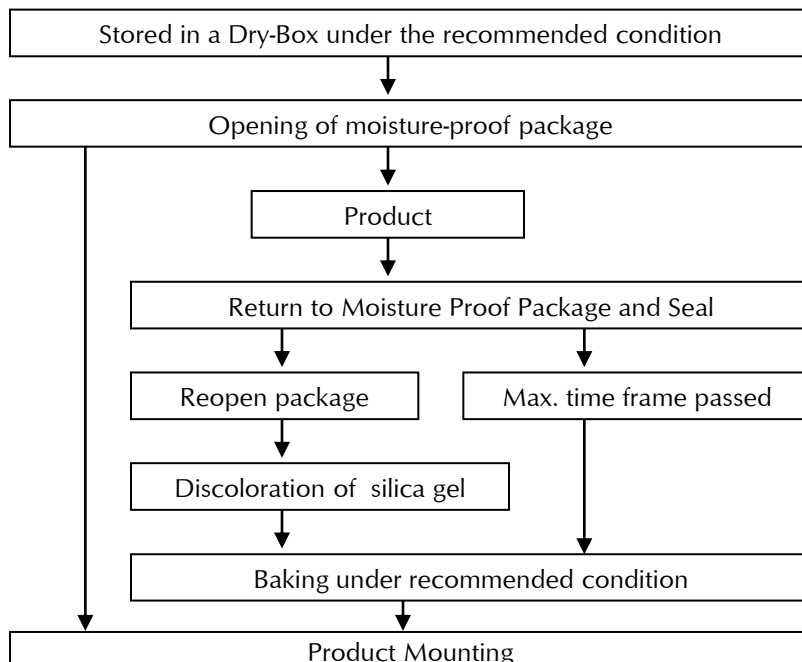 Stored in a Dry-Box under the recommended condition
Opening of moisture-proof package
Product
Return to Moisture Proof Package and Seal
Reopen package
Max. time frame passed
Discoloration of silica gel
Baking under recommended condition
Product Mounting